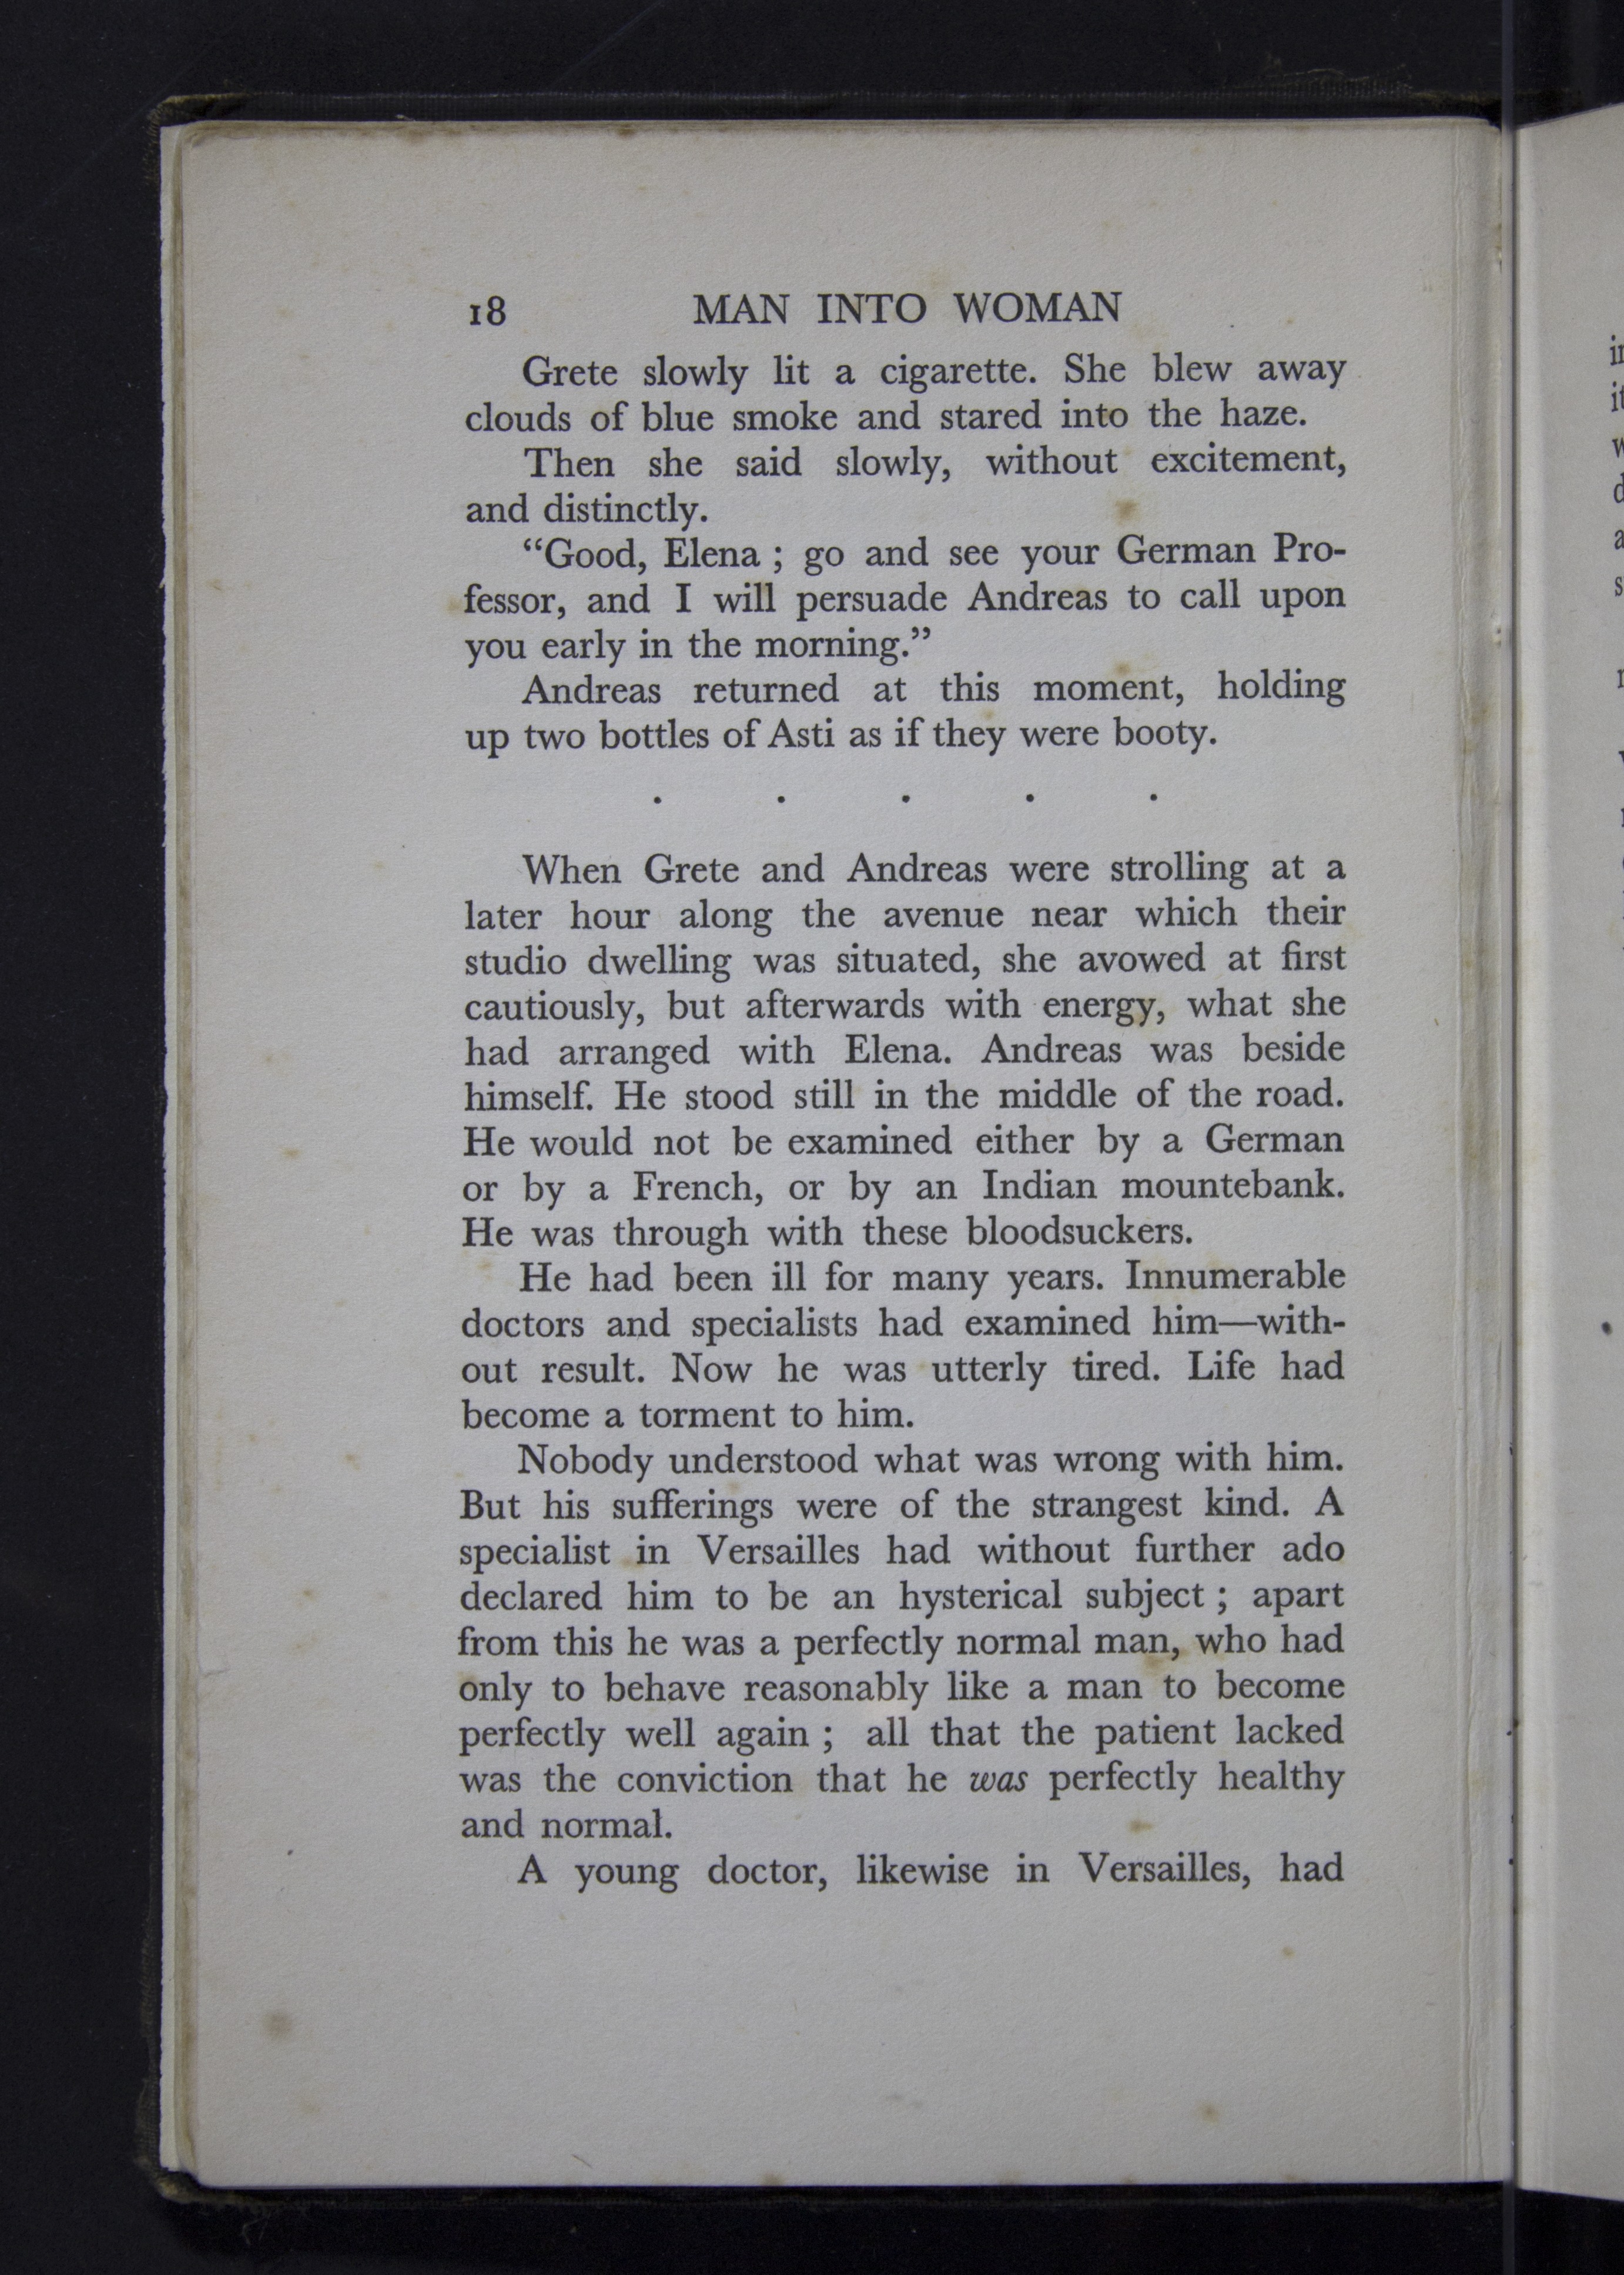 18 MAN INTO WOMAN
Grete slowly lit a cigarette. She blew away
clouds of blue smoke and stared into the haze.
Then she said slowly, without excitement,
and distinctly.
“Good, Elena ; go and see your German Pro-
fessor, and I will persuade Andreas to call upon
you early in the morning.”
Andreas returned at this moment, holding
up two bottles of Asti as if they were booty.
. . . . .
When Grete and Andreas were strolling at a
later hour along the avenue near which their
studio dwelling was situated, she avowed at first
cautiously, but afterwards with energy, what she
had arranged with Elena. Andreas was beside
himself. He stood still in the middle of the road.
He would not be examined either by a German
or by a French, or by an Indian mountebank.
He was through with these bloodsuckers.
He had been ill for many years. Innumerable
doctors and specialists had examined him—with-
out result. Now he was utterly tired. Life had
become a torment to him.
Nobody understood what was wrong with him.
But his sufferings were of the strangest kind. A
specialist in Versailles had without further ado
declared him to be an hysterical subject ; apart
from this he was a perfectly normal man, who had
only to behave reasonably like a man to become
perfectly well again ; all that the patient lacked
was the conviction that he was perfectly healthy
and normal.
A young doctor, likewise in Versailles, had